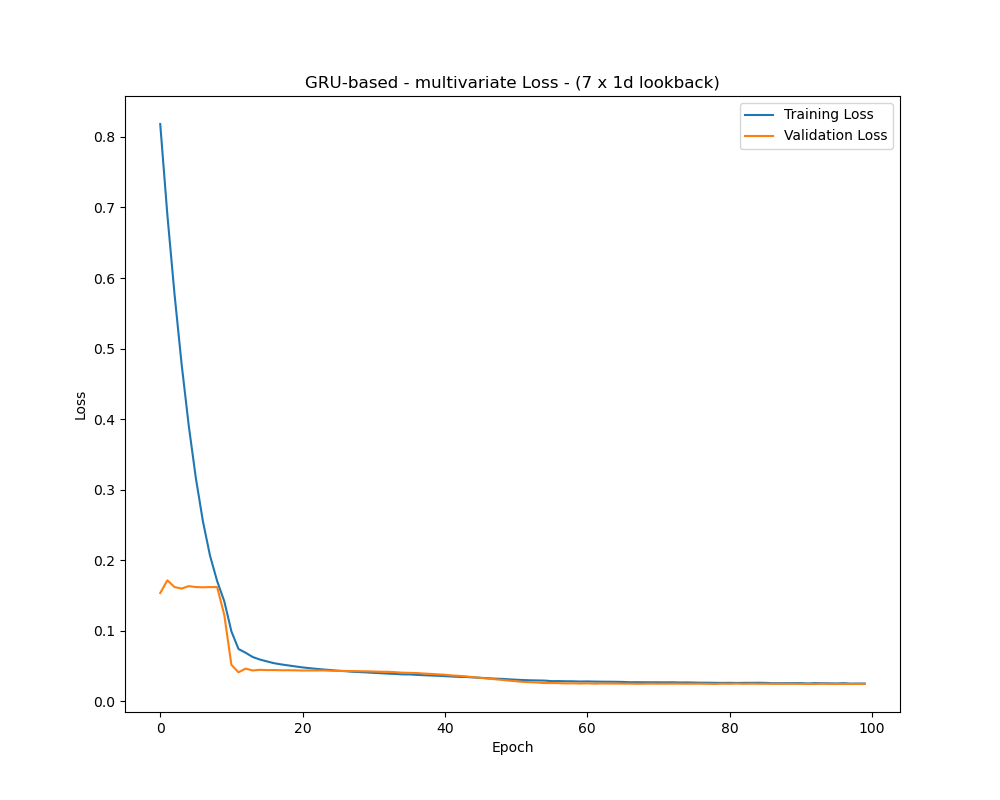 GRU-based - multivariate Loss - (7 x 1d lookback)
Training Loss
Validation Loss
0.8
0.7
0.6
0.5
0.4
0.3
0.2
0.1
0.0
Loss
0 20 40 60 80 100
Epoch